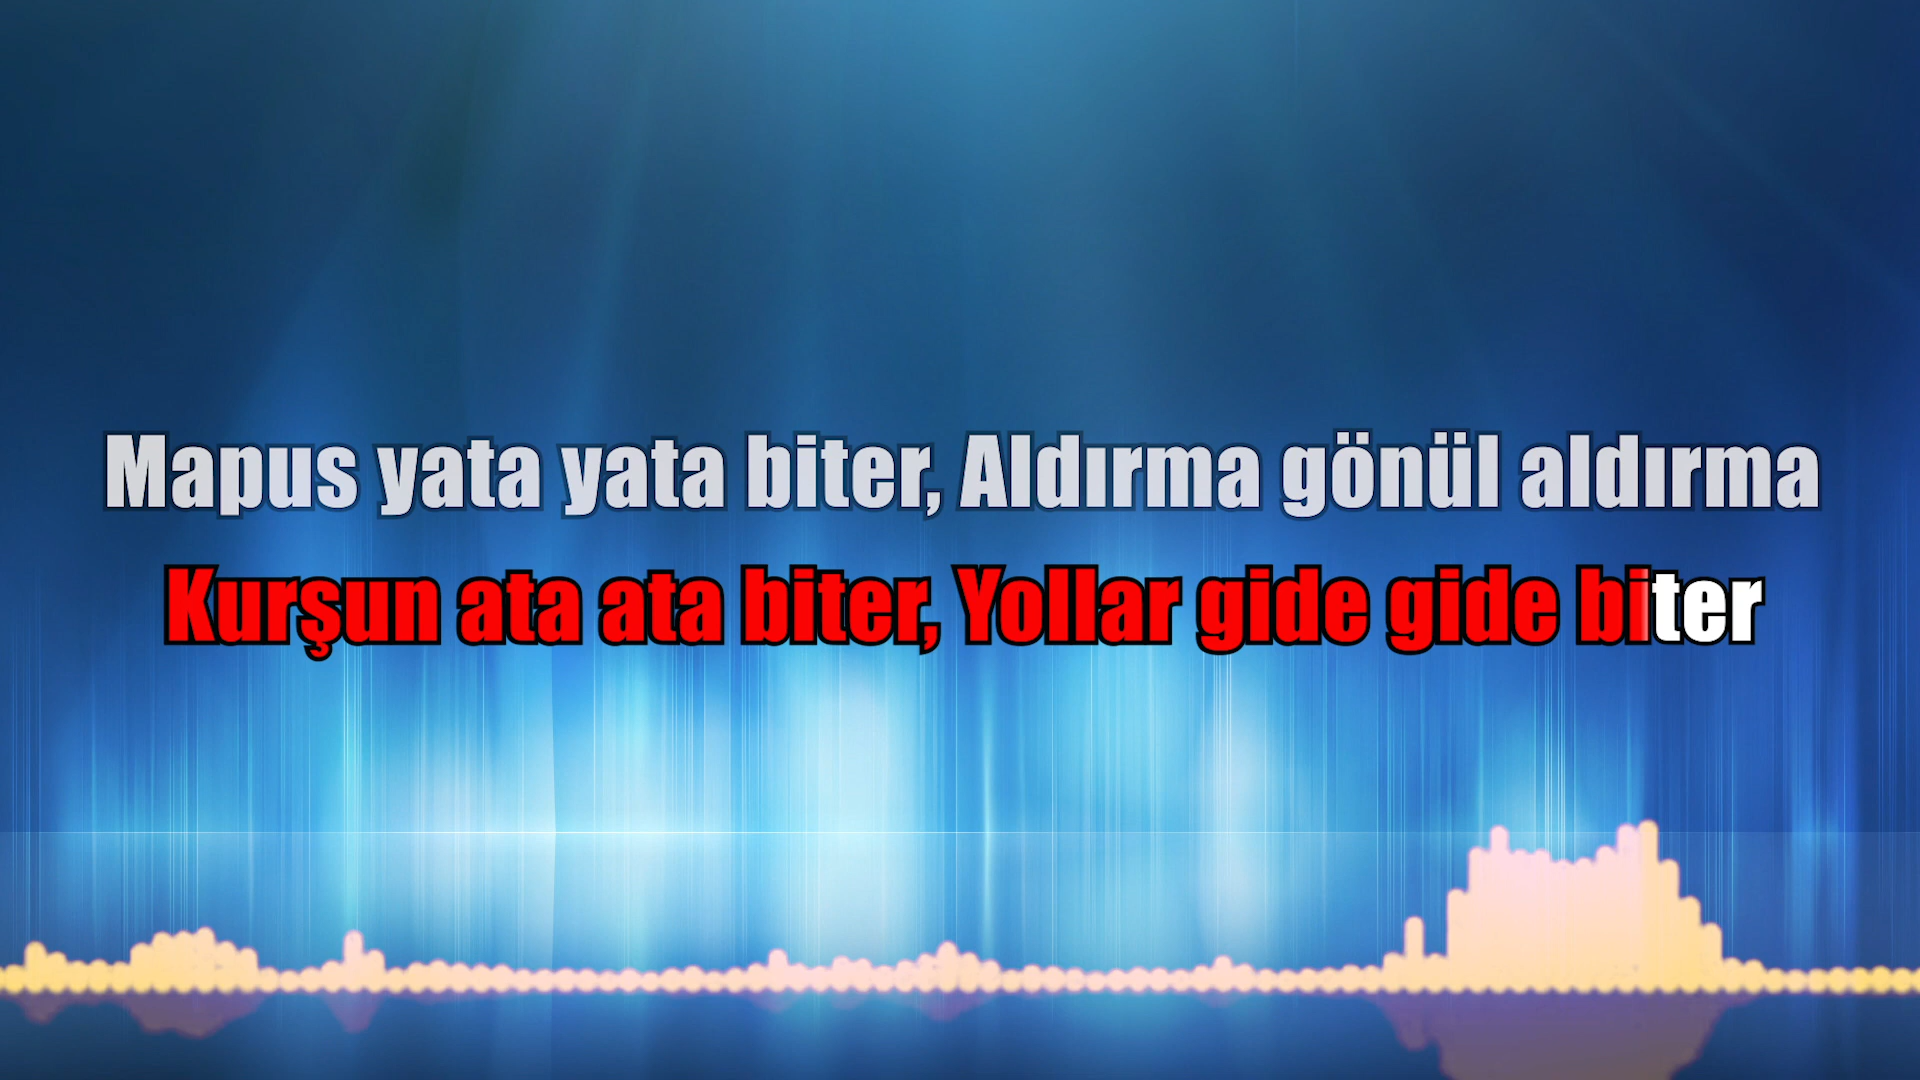 Mapus yata yata biter, Aldırma gönül aldırma
Kurşun ata ata biter, Yollar gide gide biter